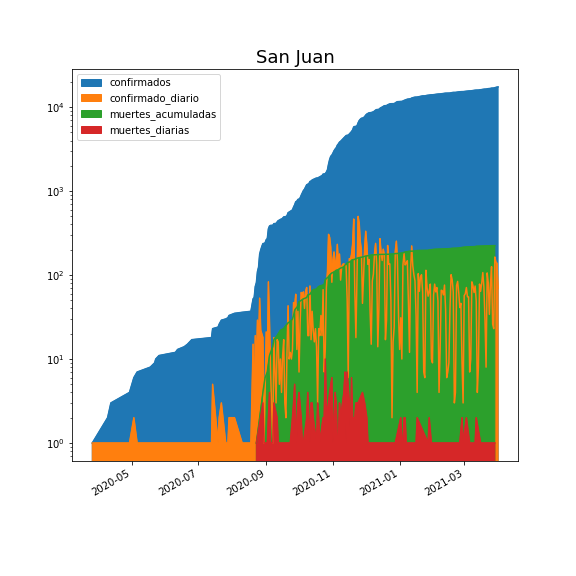 San Juan
confirmados
confirmado_diario
muertes_acumuladas
muertes_diarias
10⁴
10³
10²
10¹
10⁰
2020-05
2020-07
2020-09
2020-11
2021-01
2021-03